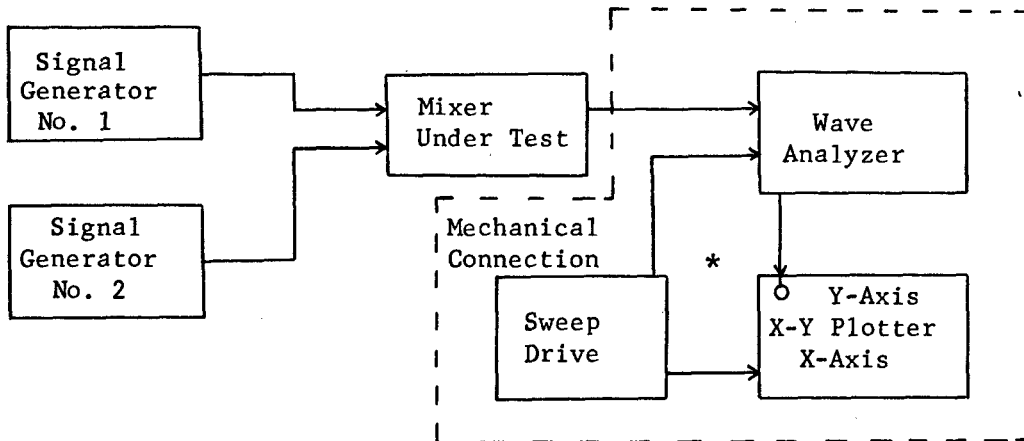 Signal
Generator
No. 1
Mixer
Under Test
Wave
Analyzer
Signal
Generator
No. 2
Mechanical
Connection
*
Sweep
Drive
Y-Axis
X-Y Plotter
X-Axis